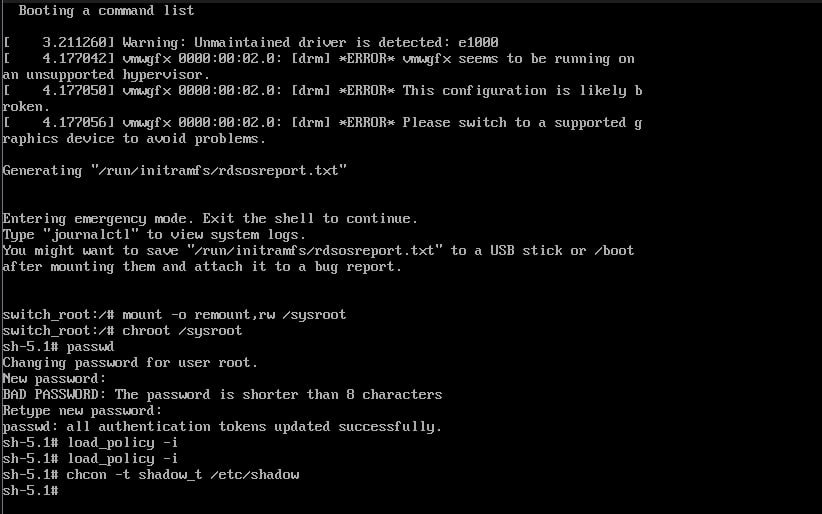 Booting a command list
[    3.211260] Warning: Unmaintained driver is detected: e1000
[    4.177042] vmwgfx 0000:00:02.0: [drm] *ERROR* vmwgfx seems to be running on
an unsupported hypervisor.
[    4.177050] vmwgfx 0000:00:02.0: [drm] *ERROR* This configuration is likely b
roken.
[    4.177056] vmwgfx 0000:00:02.0: [drm] *ERROR* Please switch to a supported g
raphics device to avoid problems.
Generating "/run/initramfs/rdsosreport.txt"
Entering emergency mode. Exit the shell to continue.
Type "journalctl" to view system logs.
You might want to save "/run/initramfs/rdsosreport.txt" to a USB stick or /boot
after mounting them and attach it to a bug report.
switch_root:/# mount -o remount,rw /sysroot
switch_root:/# chroot /sysroot
sh-5.1# passwd
Changing password for user root.
New password:
BAD PASSWORD: The password is shorter than 8 characters
Retype new password:
passwd: all authentication tokens updated successfully.
sh-5.1# load_policy -i
sh-5.1# load_policy -i
sh-5.1# chcon -t shadow_t /etc/shadow
sh-5.1#